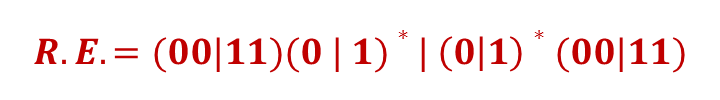 R. E. = (00|11)(0 | 1) * | (0|1) * (00|11)